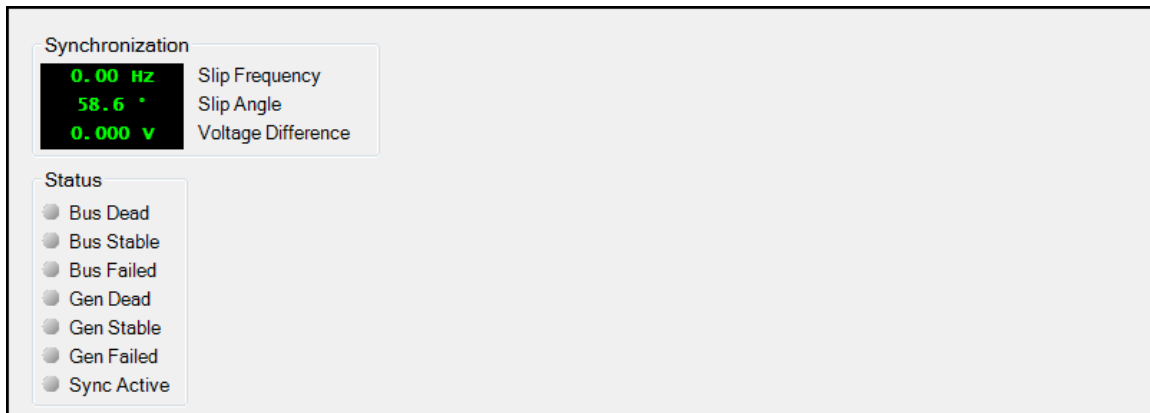 Synchronization
0.00 Hz Slip Frequency
58.6 ° Slip Angle
0.000 V Voltage Difference
Status
Bus Dead
Bus Stable
Bus Failed
Gen Dead
Gen Stable
Gen Failed
Sync Active